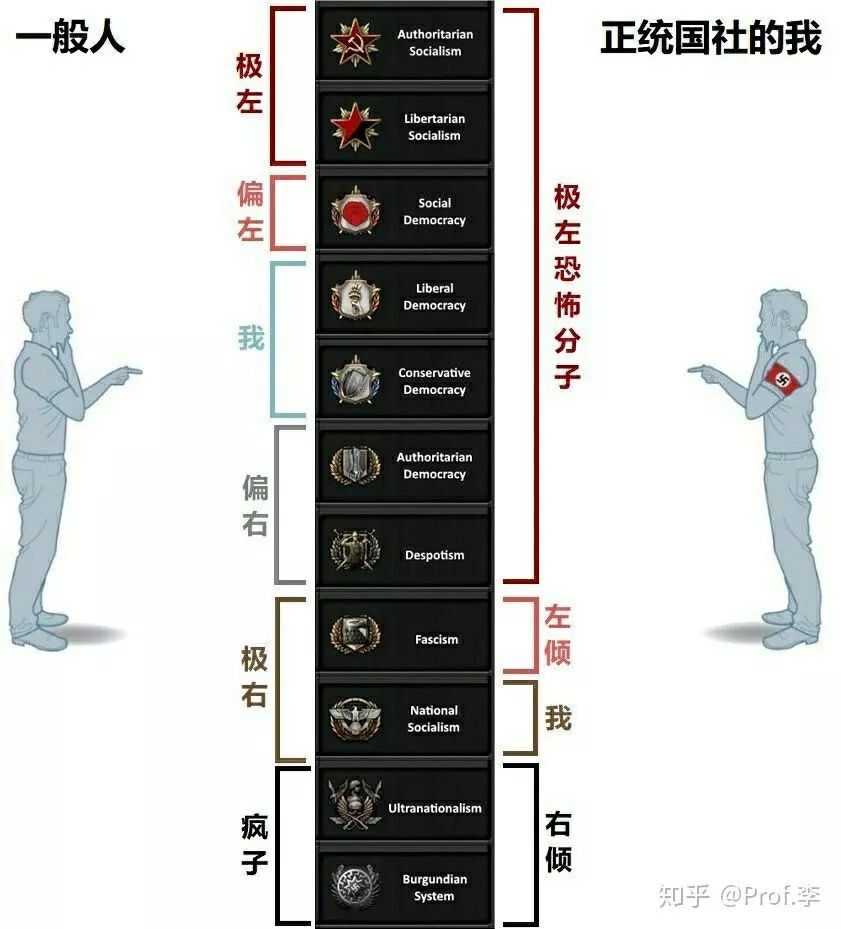 一般人
正统国社的我
极左
偏左
我
偏右
极右
疯子
Authoritarian
Socialism
Libertarian
Socialism
Social
Democracy
Liberal
Democracy
Conservative
Democracy
Authoritarian
Democracy
Despotism
Fascism
National
Socialism
Ultranationalism
Burgundian
System
极左恐怖分子
左倾
我
右倾
知乎 @Prof.李